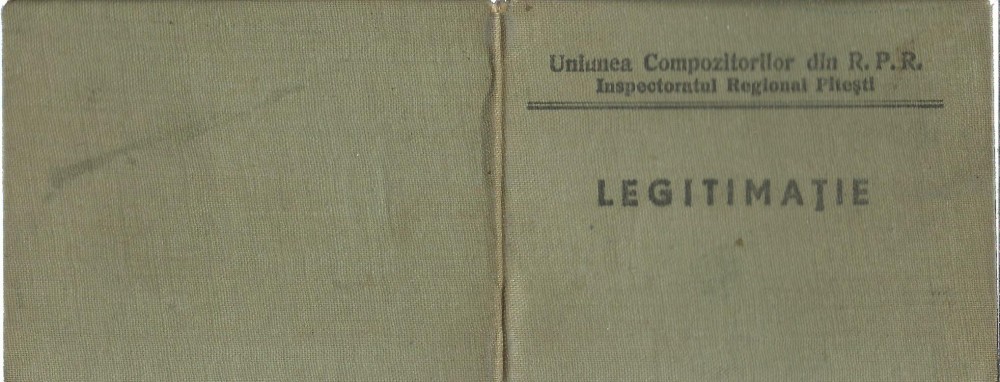 Uniunea Compozitorilor din R. P. R.
Inspectoratul Regional Pitești
LEGITIMAȚIE